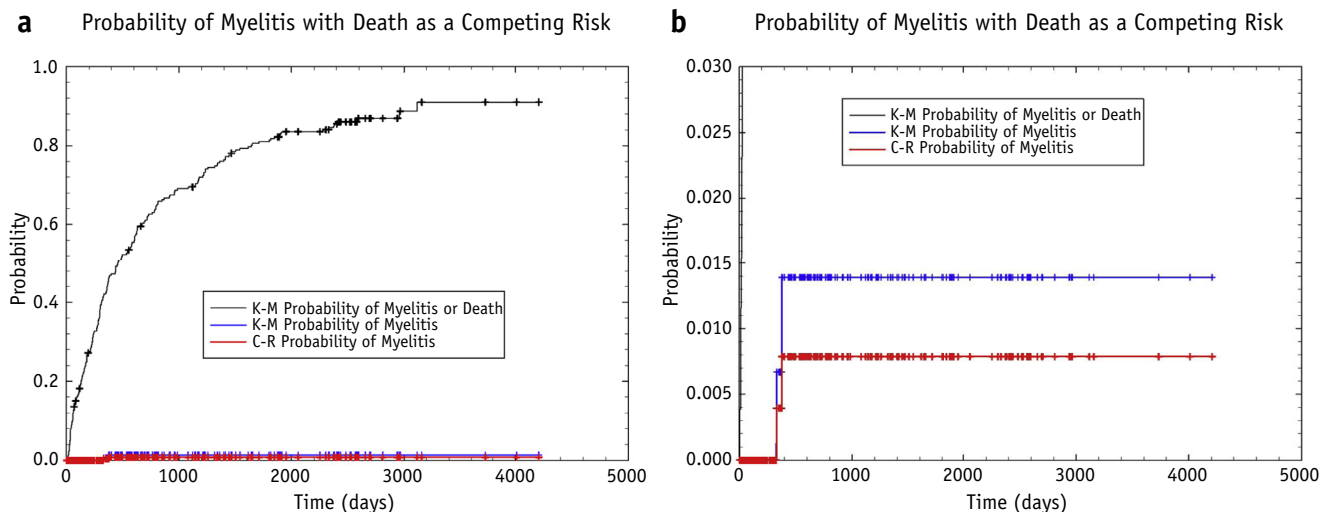 a Probability of Myelitis with Death as a Competing Risk
1.0
0.8
0.6
0.4
0.2
0.0
Probability
K-M Probability of Myelitis or Death
K-M Probability of Myelitis
C-R Probability of Myelitis
0 1000 2000 3000 4000 5000
Time (days)
b Probability of Myelitis with Death as a Competing Risk
0.030
0.025
0.020
0.015
0.010
0.005
0.000
Probability
K-M Probability of Myelitis or Death
K-M Probability of Myelitis
C-R Probability of Myelitis
0 1000 2000 3000 4000 5000
Time (days)